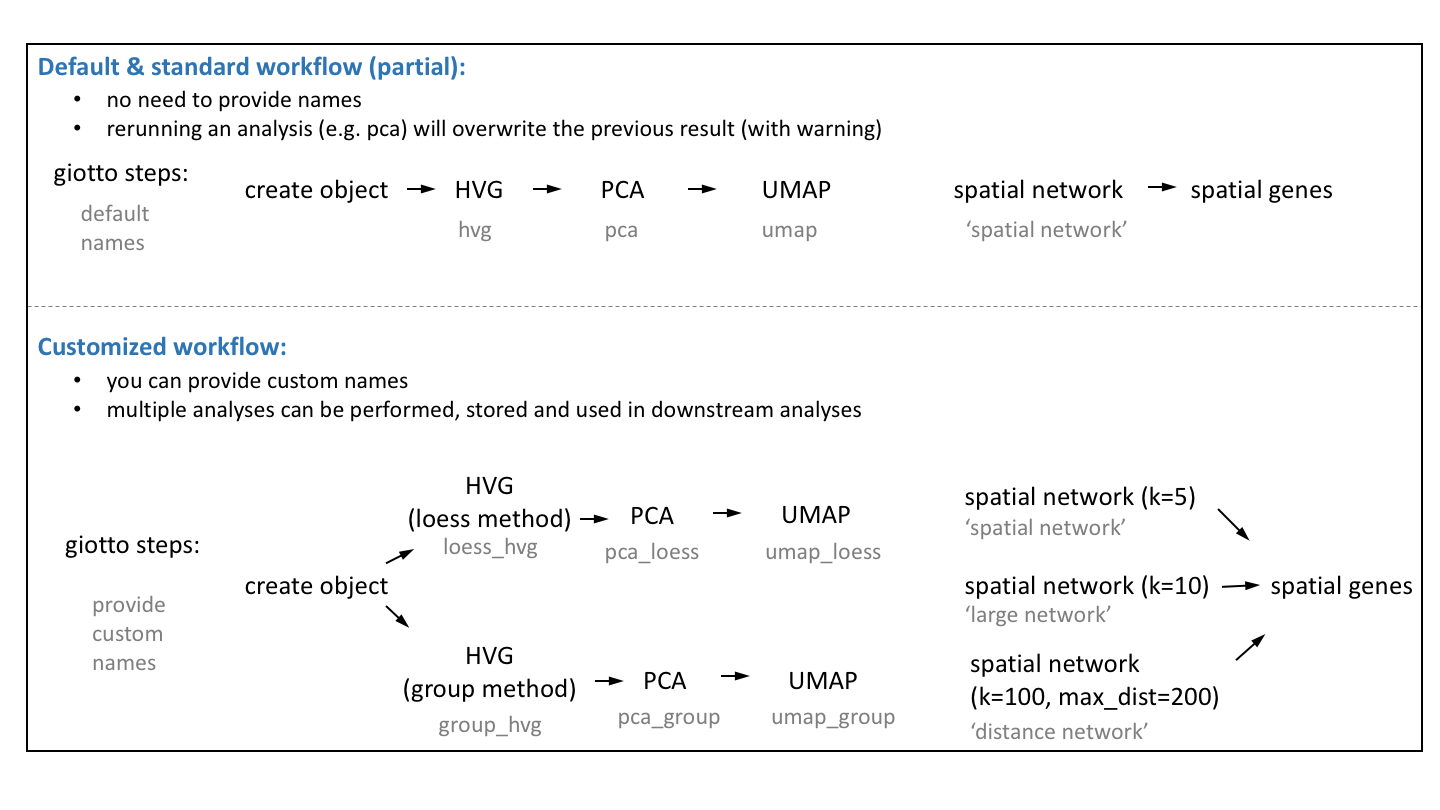 Default & standard workflow (partial):
• no need to provide names
• rerunning an analysis (e.g. pca) will overwrite the previous result (with warning)
giotto steps:
default
names
create object
HVG
hvg
PCA
pca
UMAP
umap
spatial network
‘spatial network’
spatial genes
Customized workflow:
• you can provide custom names
• multiple analyses can be performed, stored and used in downstream analyses
giotto steps:
provide
custom
names
create object
HVG
(loess method)
loess_hvg
PCA
pca_loess
UMAP
umap_loess
HVG
(group method)
group_hvg
PCA
pca_group
UMAP
umap_group
spatial network (k=5)
‘spatial network’
spatial network (k=10)
‘large network’
spatial network
(k=100, max_dist=200)
‘distance network’
spatial genes